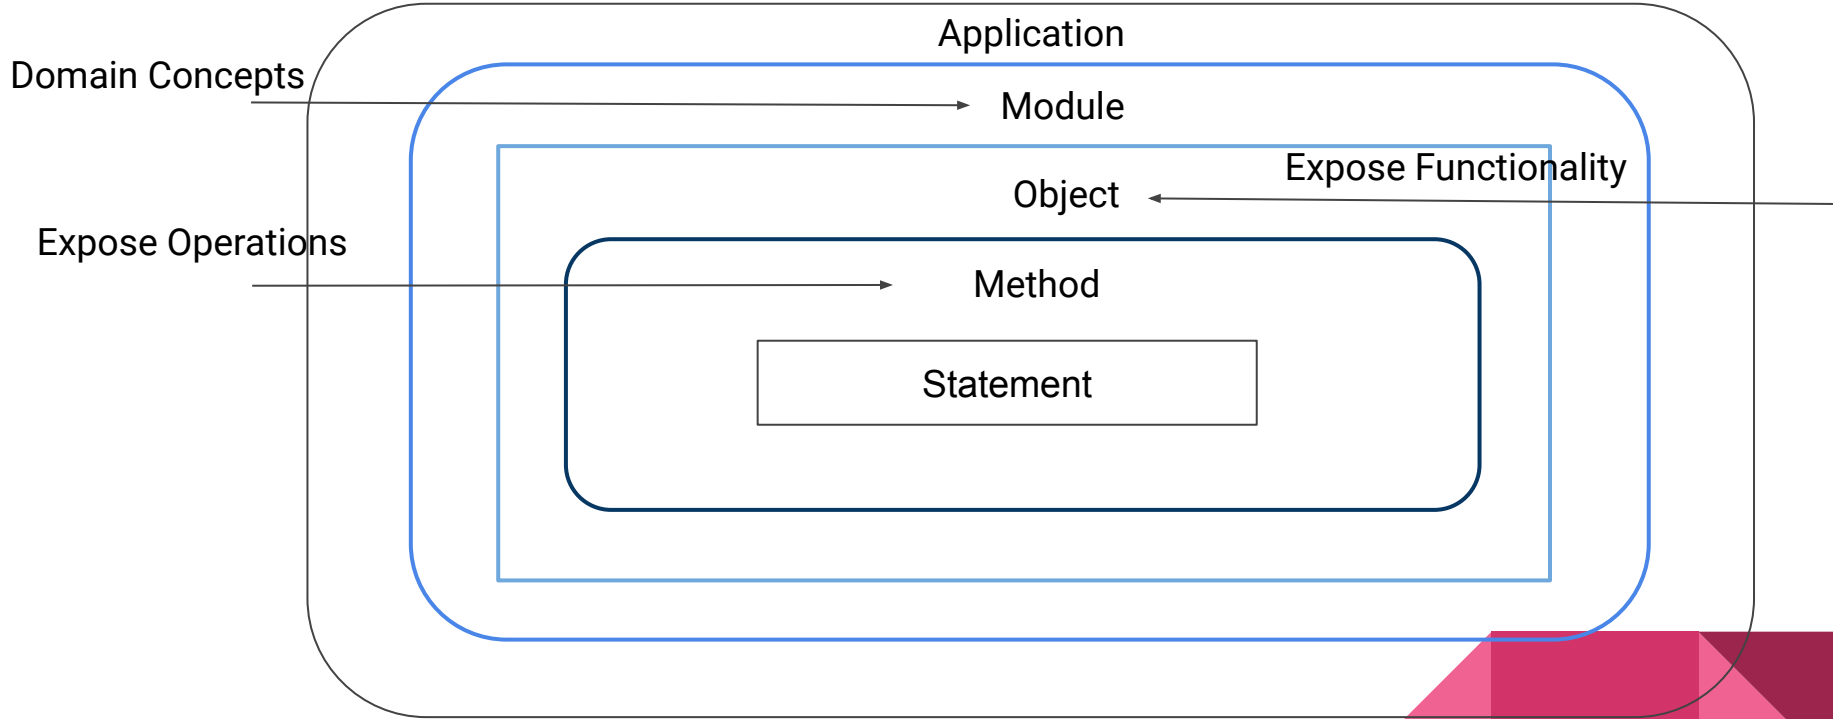 Application
Domain Concepts
Module
Expose Functionality
Object
Expose Operations
Method
Statement